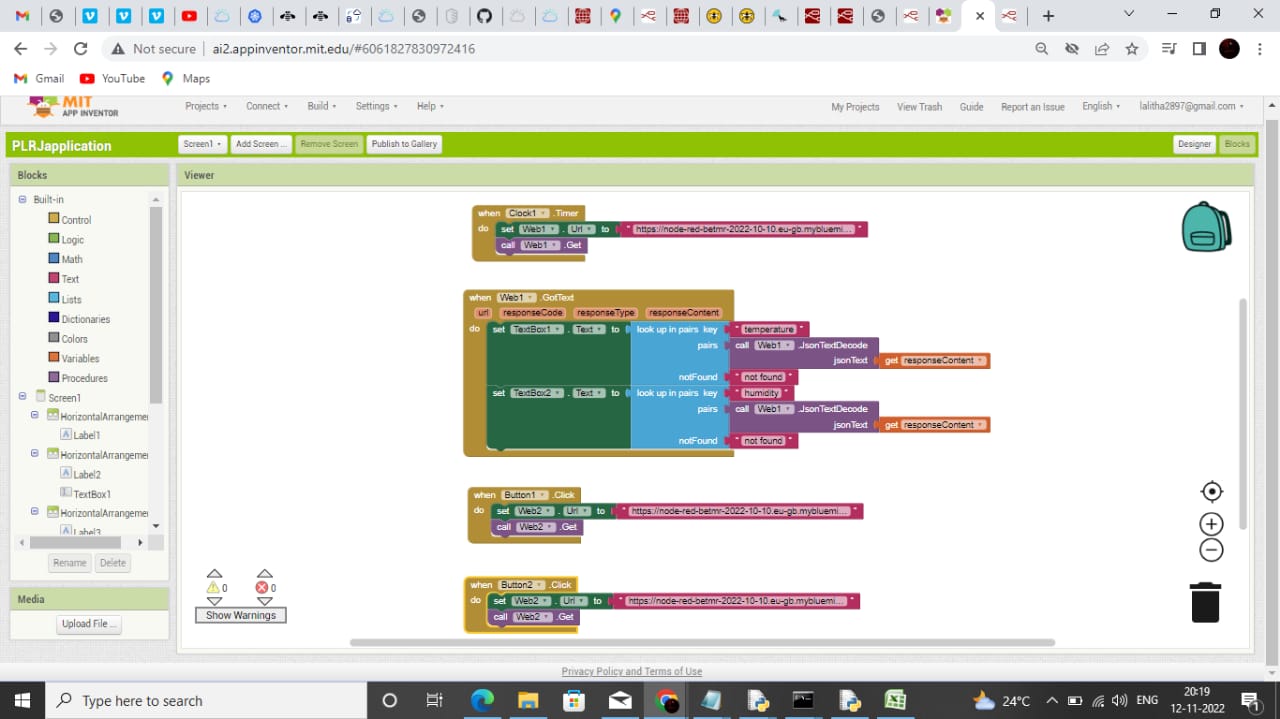 Not secure | ai2.appinventor.mit.edu/#6061827830972416
Gmail YouTube Maps
MIT APP INVENTOR Projects Connect Build Settings Help My Projects View Trash Guide Report an Issue English lalitha2897@gmail.com
PLRJapplication Screen1 Add Screen ... Remove Screen Publish to Gallery Designer Blocks
Blocks
Built-in
Control
Logic
Math
Text
Lists
Dictionaries
Colors
Variables
Procedures
Screen1
HorizontalArrangemer
Label1
HorizontalArrangemer
Label2
TextBox1
HorizontalArrangemer
Label3
Rename Delete
Media
Upload File ...
Viewer
when Clock1 .Timer
do set Web1 . Url to " https://node-red-betmr-2022-10-10.eu-gb.mybluemi... "
call Web1 .Get
when Web1 .GotText
url responseCode responseType responseContent
do set TextBox1 . Text to look up in pairs key " temperature "
pairs call Web1 .JsonTextDecode
jsonText get responseContent
notFound " not found "
set TextBox2 . Text to look up in pairs key " humidity "
pairs call Web1 .JsonTextDecode
jsonText get responseContent
notFound " not found "
when Button1 .Click
do set Web2 . Url to " https://node-red-betmr-2022-10-10.eu-gb.mybluemi... "
call Web2 .Get
when Button2 .Click
do set Web2 . Url to " https://node-red-betmr-2022-10-10.eu-gb.mybluemi... "
call Web2 .Get
0 0
Show Warnings
Privacy Policy and Terms of Use
Type here to search 24°C ENG 20:19
12-11-2022
1